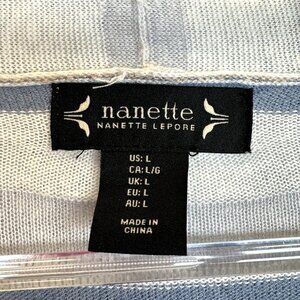 nanette
NANETTE LEPORE
US: L
CA: L/G
UK: L
EU: L
AU: L
MADE IN
CHINA